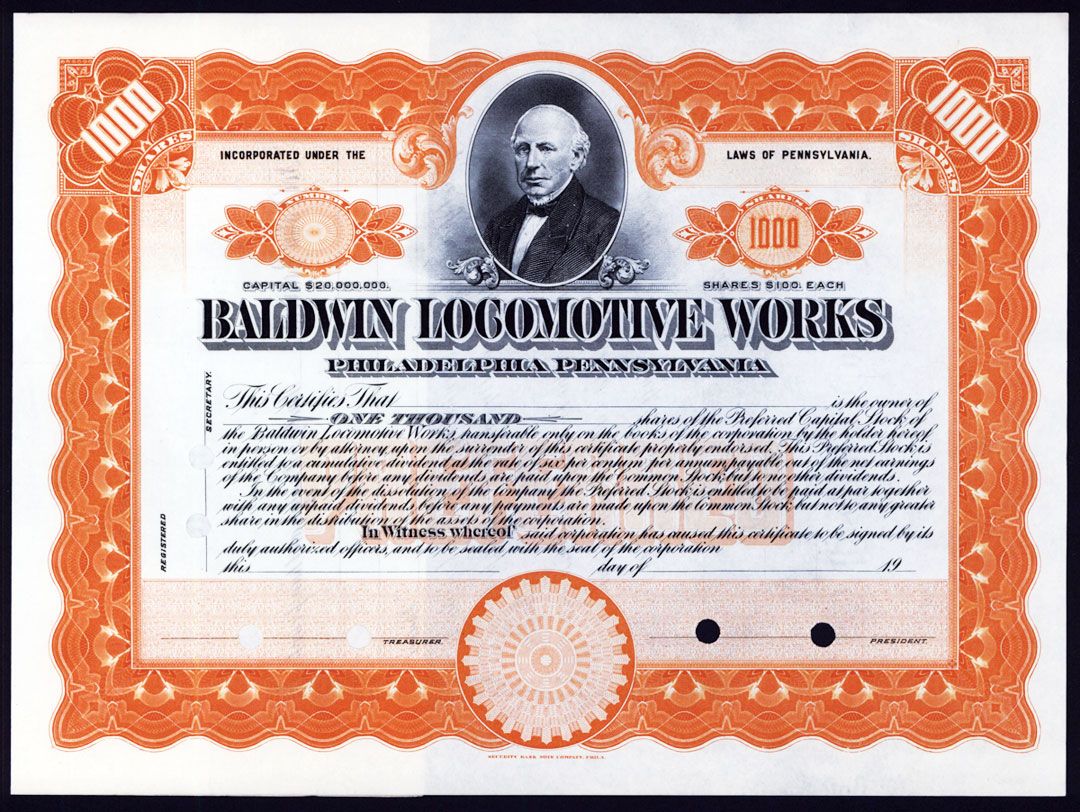 1000 SHARES
1000 SHARES
INCORPORATED UNDER THE
LAWS OF PENNSYLVANIA.
NUMBER
SHARES
1000
CAPITAL $20,000,000.
SHARES $100. EACH
BALDWIN LOCOMOTIVE WORKS
PHILADELPHIA PENNSYLVANIA
This Certifies That is the owner of
ONE THOUSAND shares of the Preferred Capital Stock of
the Baldwin Locomotive Works, transferable only on the books of the corporation by the holder hereof
in person or by attorney, upon the surrender of this certificate properly endorsed. This Preferred Stock is
entitled to a cumulative dividend at the rate of six per centum per annum payable out of the net earnings
of the Company before any dividends are paid upon the Common Stock but is no other dividends.
In the event of the dissolution of the company the Preferred Stock is entitled to be paid at par together
with any unpaid dividends before any payments are made upon the Common Stock but not to any greater
share in the distribution of the assets of the corporation.
In Witness whereof said corporation has caused this certificate to be signed by its
duly authorized officers, and to be sealed with the seal of the corporation
this day of 19
SECRETARY.
REGISTERED
TREASURER.
PRESIDENT.
SECURITY BANK NOTE COMPANY, PHILA.